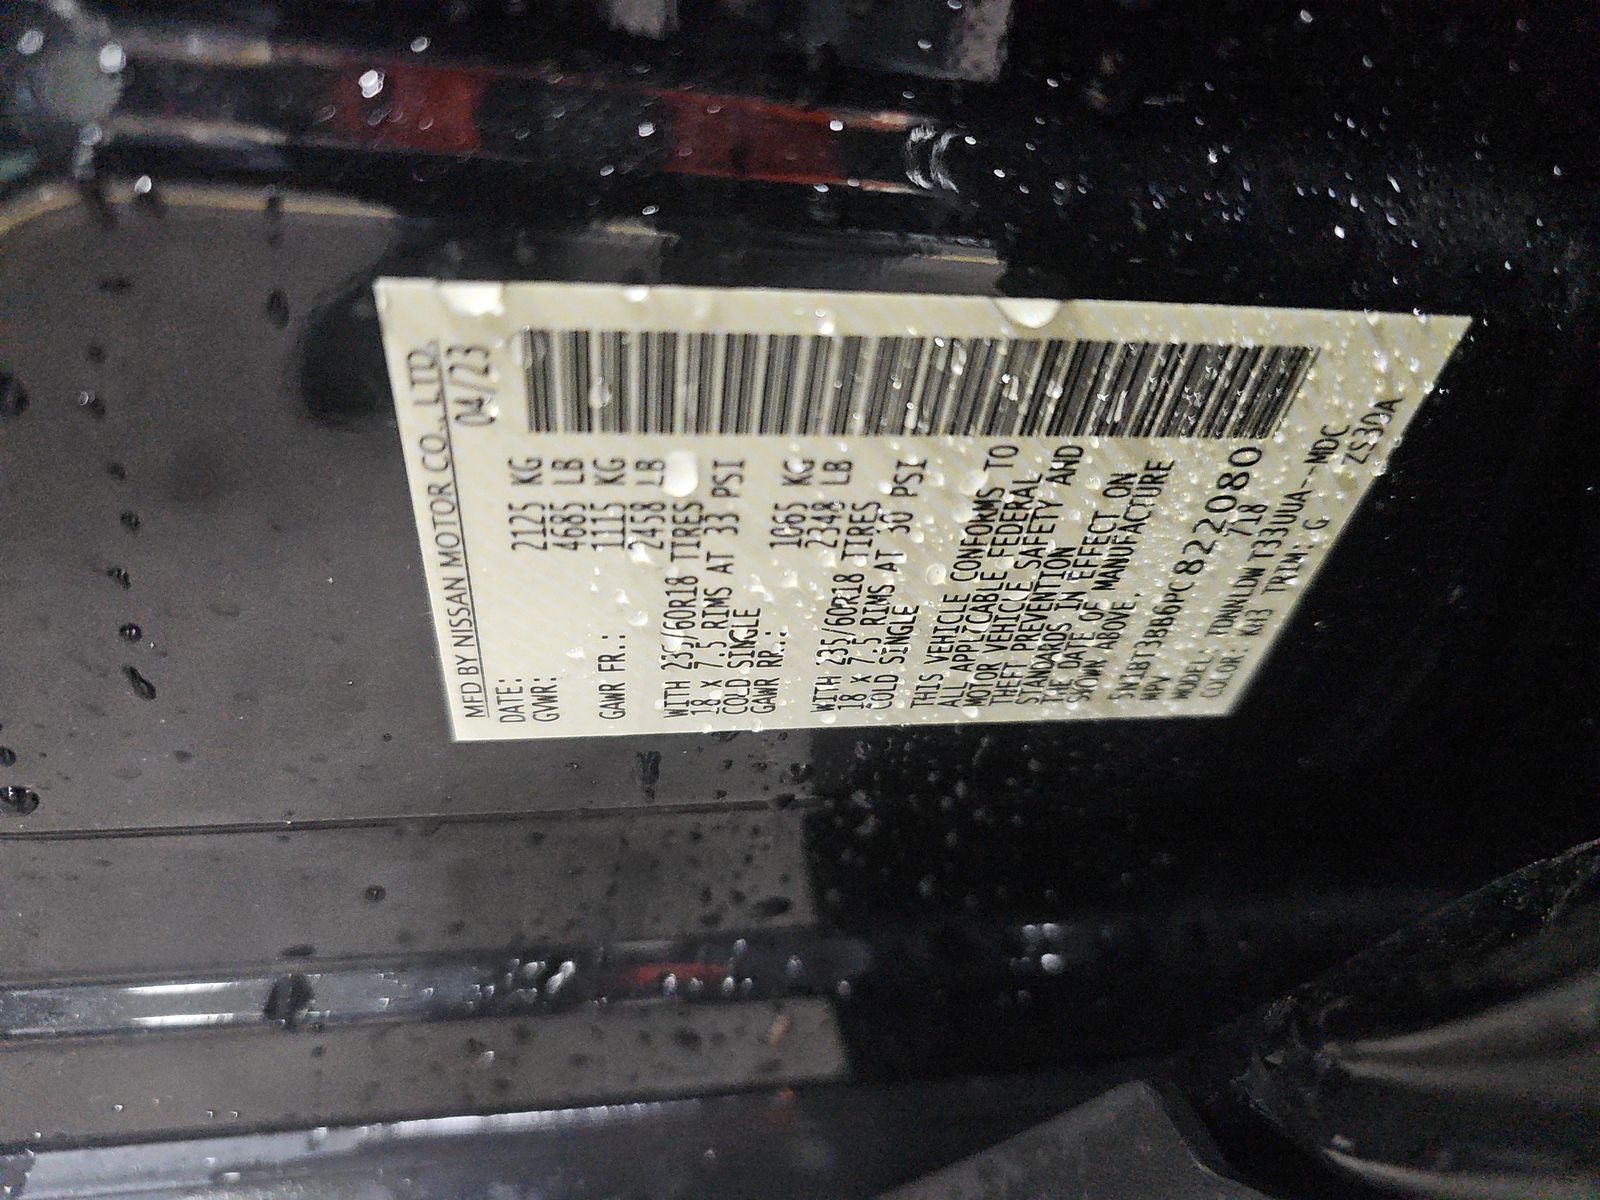 MFD BY NISSAN MOTOR CO., LTD.
DATE: 04/23
GVWR: 2125 KG
4685 LB
GAWR FR.: 1115 KG
2458 LB
WITH 235/60R18 TIRES
18 X 7.5 RIMS AT 33 PSI
COLD SINGLE
GAWR RR.: 1065 KG
2348 LB
WITH 235/60R18 TIRES
18 X 7.5 RIMS AT 30 PSI
COLD SINGLE
THIS VEHICLE CONFORMS TO
ALL APPLICABLE FEDERAL
MOTOR VEHICLE SAFETY AND
THEFT PREVENTION
STANDARDS IN EFFECT ON
THE DATE OF MANUFACTURE
SHOWN ABOVE.
5N1BT3BB6PC822080
MPV 718
MODEL: T33UUA--MDC
COLOR: KH3 TRIM: G ZS30A